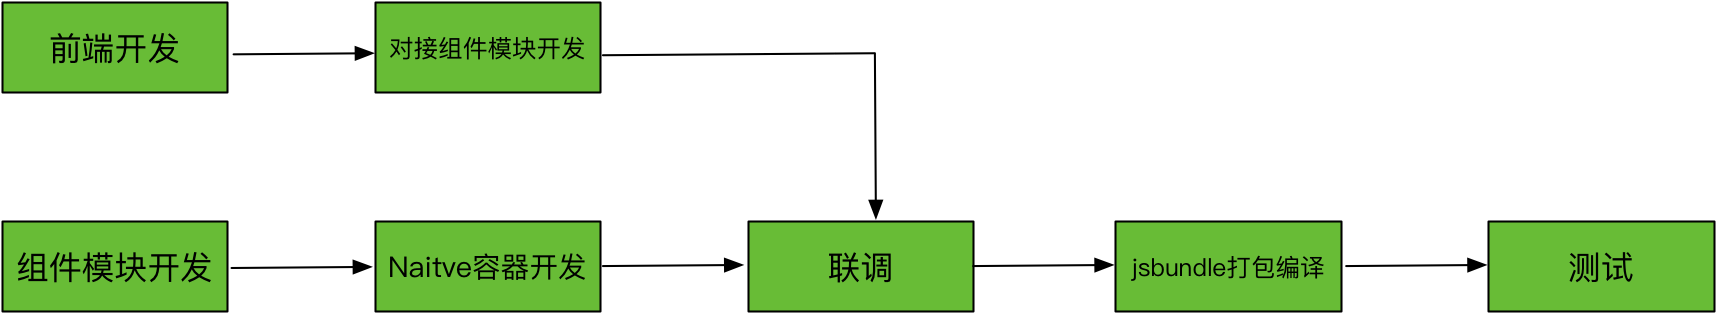 前端开发
对接组件模块开发
组件模块开发
Naitve容器开发
联调
jsbundle打包编译
测试